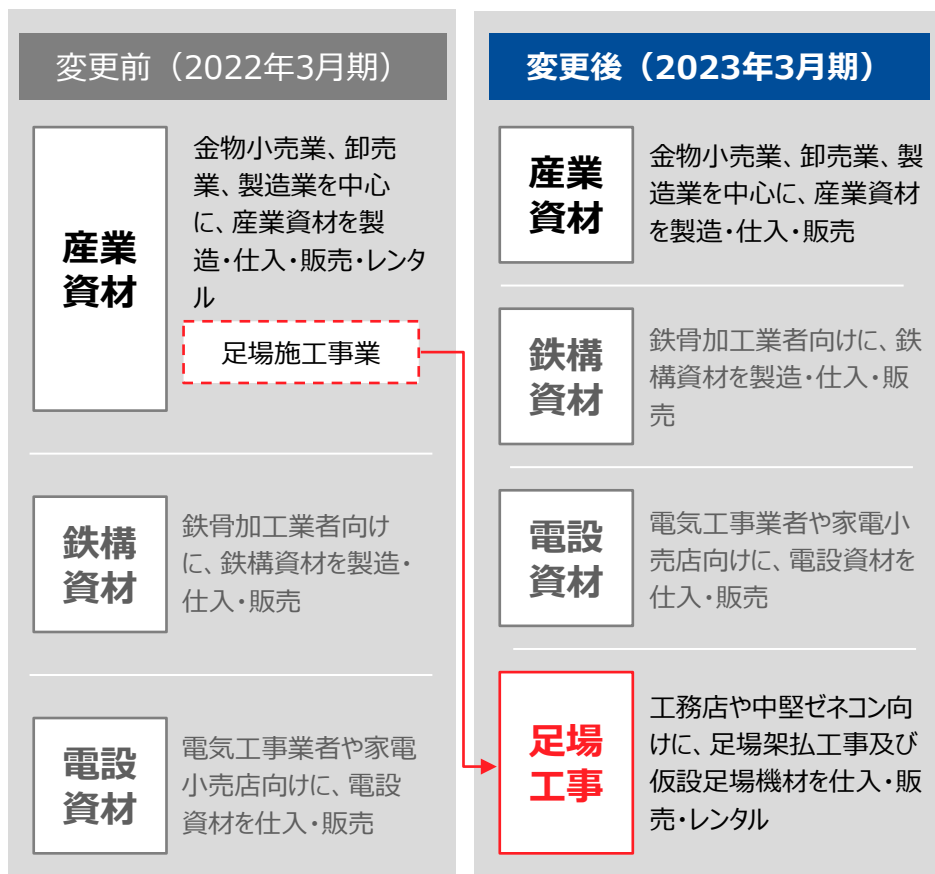 変更前（2022年3月期）
産業
資材
金物小売業、卸売
業、製造業を中心
に、産業資材を製
造・仕入・販売・レンタ
ル
足場施工事業
鉄構
資材
鉄骨加工業者向け
に、鉄構資材を製造・
仕入・販売
電設
資材
電気工事業者や家電
小売店向けに、電設
資材を仕入・販売
変更後（2023年3月期）
産業
資材
金物小売業、卸売業、製
造業を中心に、産業資材
を製造・仕入・販売
鉄構
資材
鉄骨加工業者向けに、鉄
構資材を製造・仕入・販
売
電設
資材
電気工事業者や家電小
売店向けに、電設資材を
仕入・販売
足場
工事
工務店や中堅ゼネコン向
けに、足場架払工事及び
仮設足場機材を仕入・販
売・レンタル